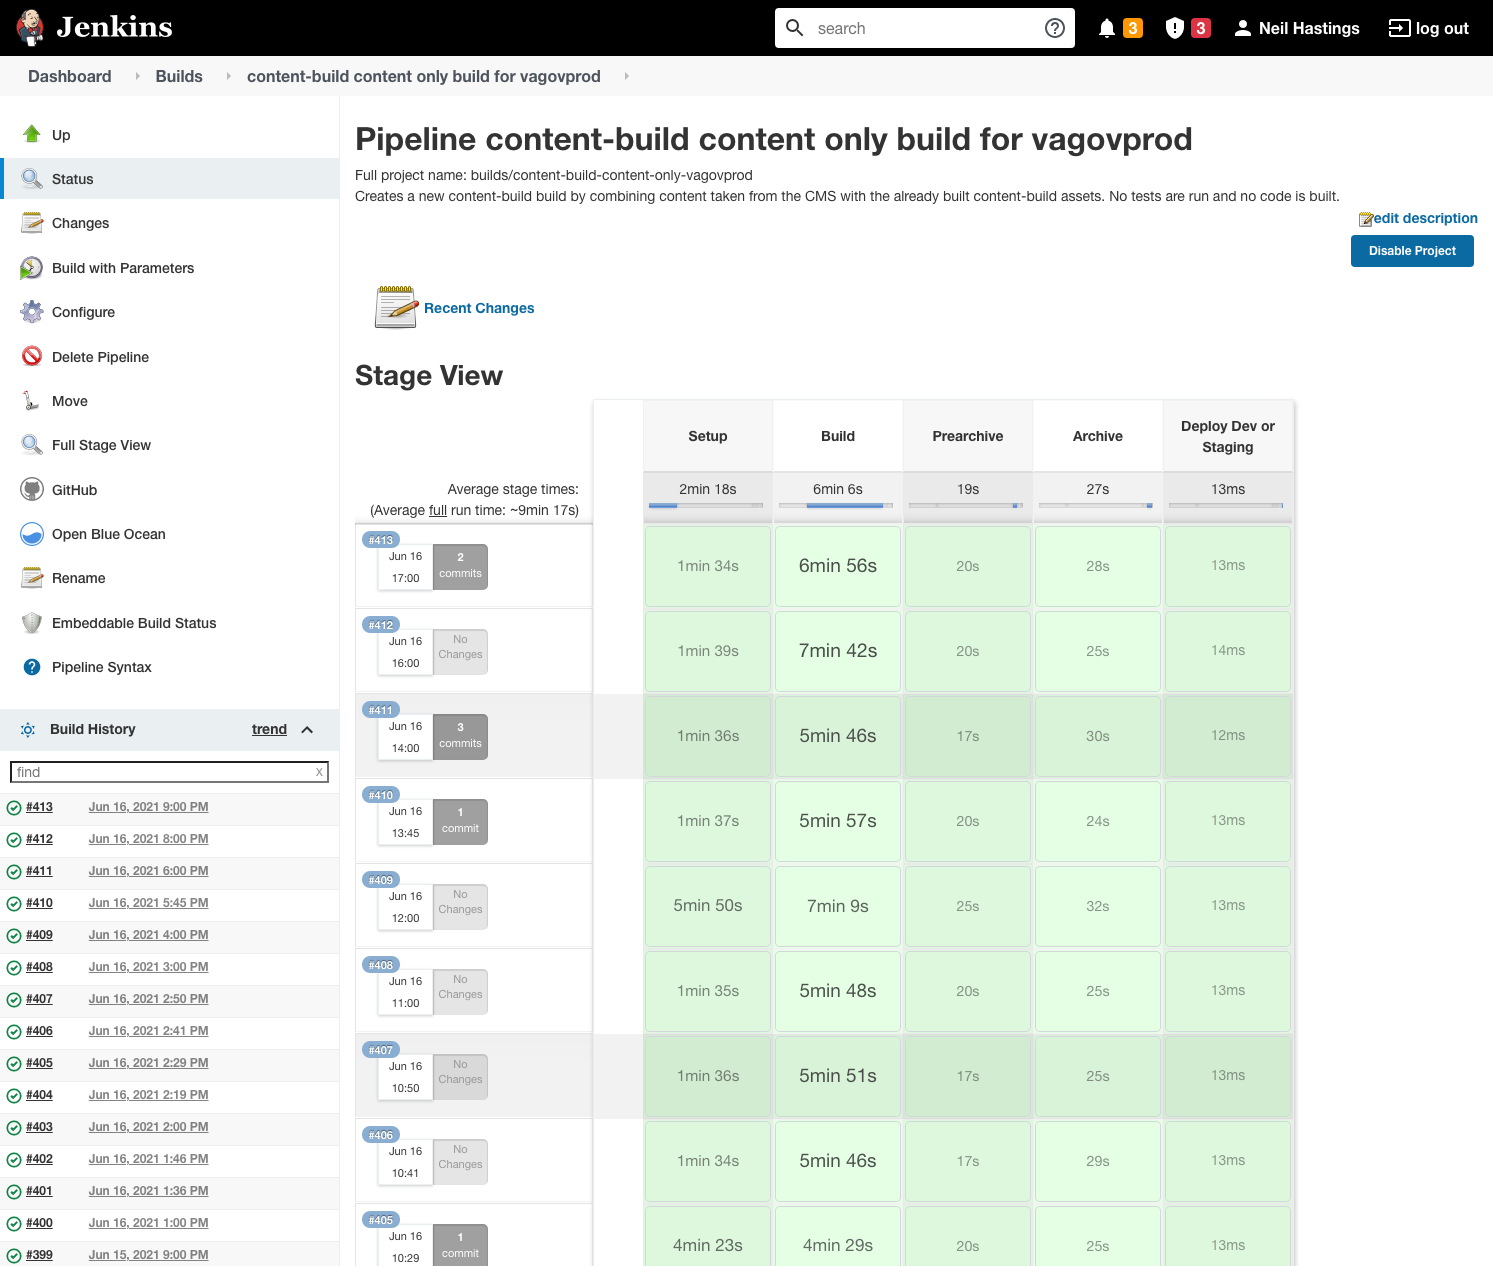 Jenkins
search
3
3
Neil Hastings
log out
Dashboard
Builds
content-build content only build for vagovprod
Up
Status
Changes
Build with Parameters
Configure
Delete Pipeline
Move
Full Stage View
GitHub
Open Blue Ocean
Rename
Embeddable Build Status
Pipeline Syntax
Build History
trend
find
x
#413 Jun 16, 2021 9:00 PM
#412 Jun 16, 2021 8:00 PM
#411 Jun 16, 2021 6:00 PM
#410 Jun 16, 2021 5:45 PM
#409 Jun 16, 2021 4:00 PM
#408 Jun 16, 2021 3:00 PM
#407 Jun 16, 2021 2:50 PM
#406 Jun 16, 2021 2:41 PM
#405 Jun 16, 2021 2:29 PM
#404 Jun 16, 2021 2:19 PM
#403 Jun 16, 2021 2:00 PM
#402 Jun 16, 2021 1:46 PM
#401 Jun 16, 2021 1:36 PM
#400 Jun 16, 2021 1:00 PM
#399 Jun 15, 2021 9:00 PM
Pipeline content-build content only build for vagovprod
Full project name: builds/content-build-content-only-vagovprod
Creates a new content-build build by combining content taken from the CMS with the already built content-build assets. No tests are run and no code is built.
edit description
Disable Project
Recent Changes
Stage View
Setup
Build
Prearchive
Archive
Deploy Dev or
Staging
Average stage times:
(Average full run time: ~9min 17s)
2min 18s
6min 6s
19s
27s
13ms
#413
Jun 16
17:00
2
commits
1min 34s
6min 56s
20s
28s
13ms
#412
Jun 16
16:00
No
Changes
1min 39s
7min 42s
20s
25s
14ms
#411
Jun 16
14:00
3
commits
1min 36s
5min 46s
17s
30s
12ms
#410
Jun 16
13:45
1
commit
1min 37s
5min 57s
20s
24s
13ms
#409
Jun 16
12:00
No
Changes
5min 50s
7min 9s
25s
32s
13ms
#408
Jun 16
11:00
No
Changes
1min 35s
5min 48s
20s
25s
13ms
#407
Jun 16
10:50
No
Changes
1min 36s
5min 51s
17s
25s
13ms
#406
Jun 16
10:41
No
Changes
1min 34s
5min 46s
17s
29s
13ms
#405
Jun 16
10:29
1
commit
4min 23s
4min 29s
20s
25s
13ms